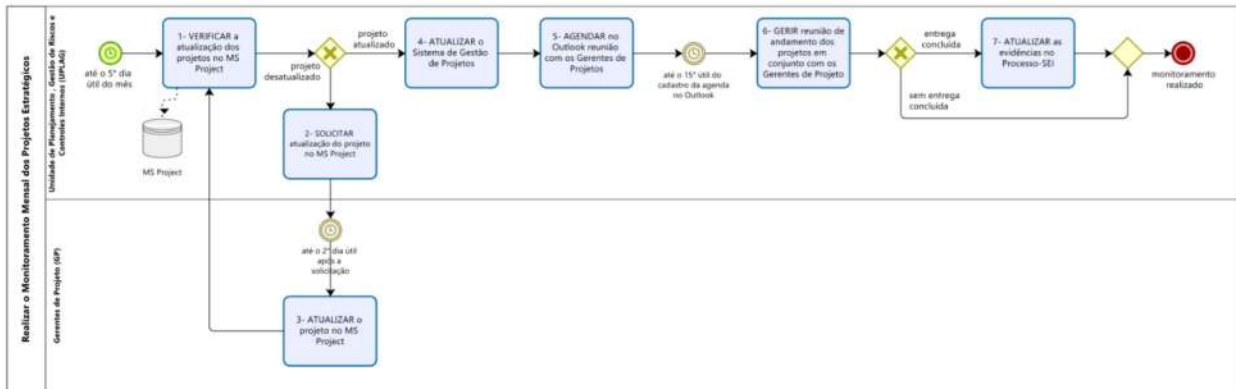 Realizar o Monitoramento Mensal dos Projetos Estratégicos
Unidade de Planejamento , Gestão de Riscos e
Controles Internos (UPLAG)
até o 5º dia
útil do mês
1- VERIFICAR a
atualização dos
projetos no MS
Project
MS Project
projeto
atualizado
projeto
desatualizado
2- SOLICITAR
atualização do projeto
no MS Project
4- ATUALIZAR o
Sistema de Gestão
de Projetos
5- AGENDAR no
Outlook reunião
com os Gerentes de
Projetos
até o 15º útil do
cadastro da agenda
no Outlook
6- GERIR reunião de
andamento dos
projetos em
conjunto com os
Gerentes de Projeto
entrega
concluída
sem entrega
concluída
7- ATUALIZAR as
evidências no
Processo-SEI
monitoramento
realizado
Gerentes de Projeto (GP)
até o 2º dia útil
após a
solicitação
3- ATUALIZAR o
projeto no MS
Project